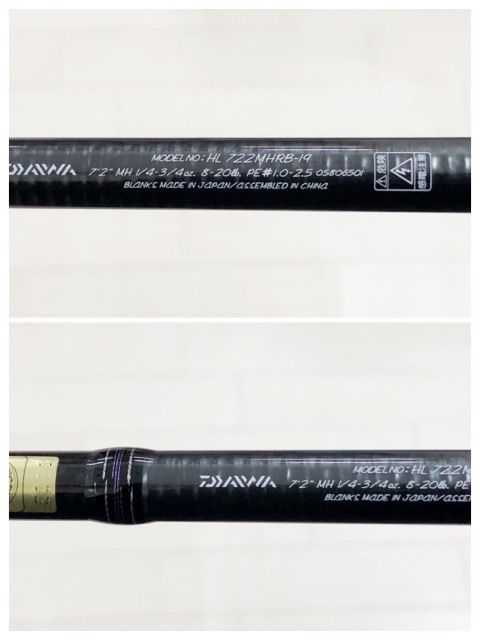 MODEL NO: HL 722MHRB-19
DAIWA 7'2" MH 1/4-3/4oz. 8-20lb. PE#1.0-2.5 05806501
BLANKS MADE IN JAPAN/ASSEMBLED IN CHINA
危険
感電注意
MODEL NO: HL 722M
DAIWA 7'2" MH 1/4-3/4oz. 8-20lb. PE
BLANKS MADE IN JAPAN/ASSE